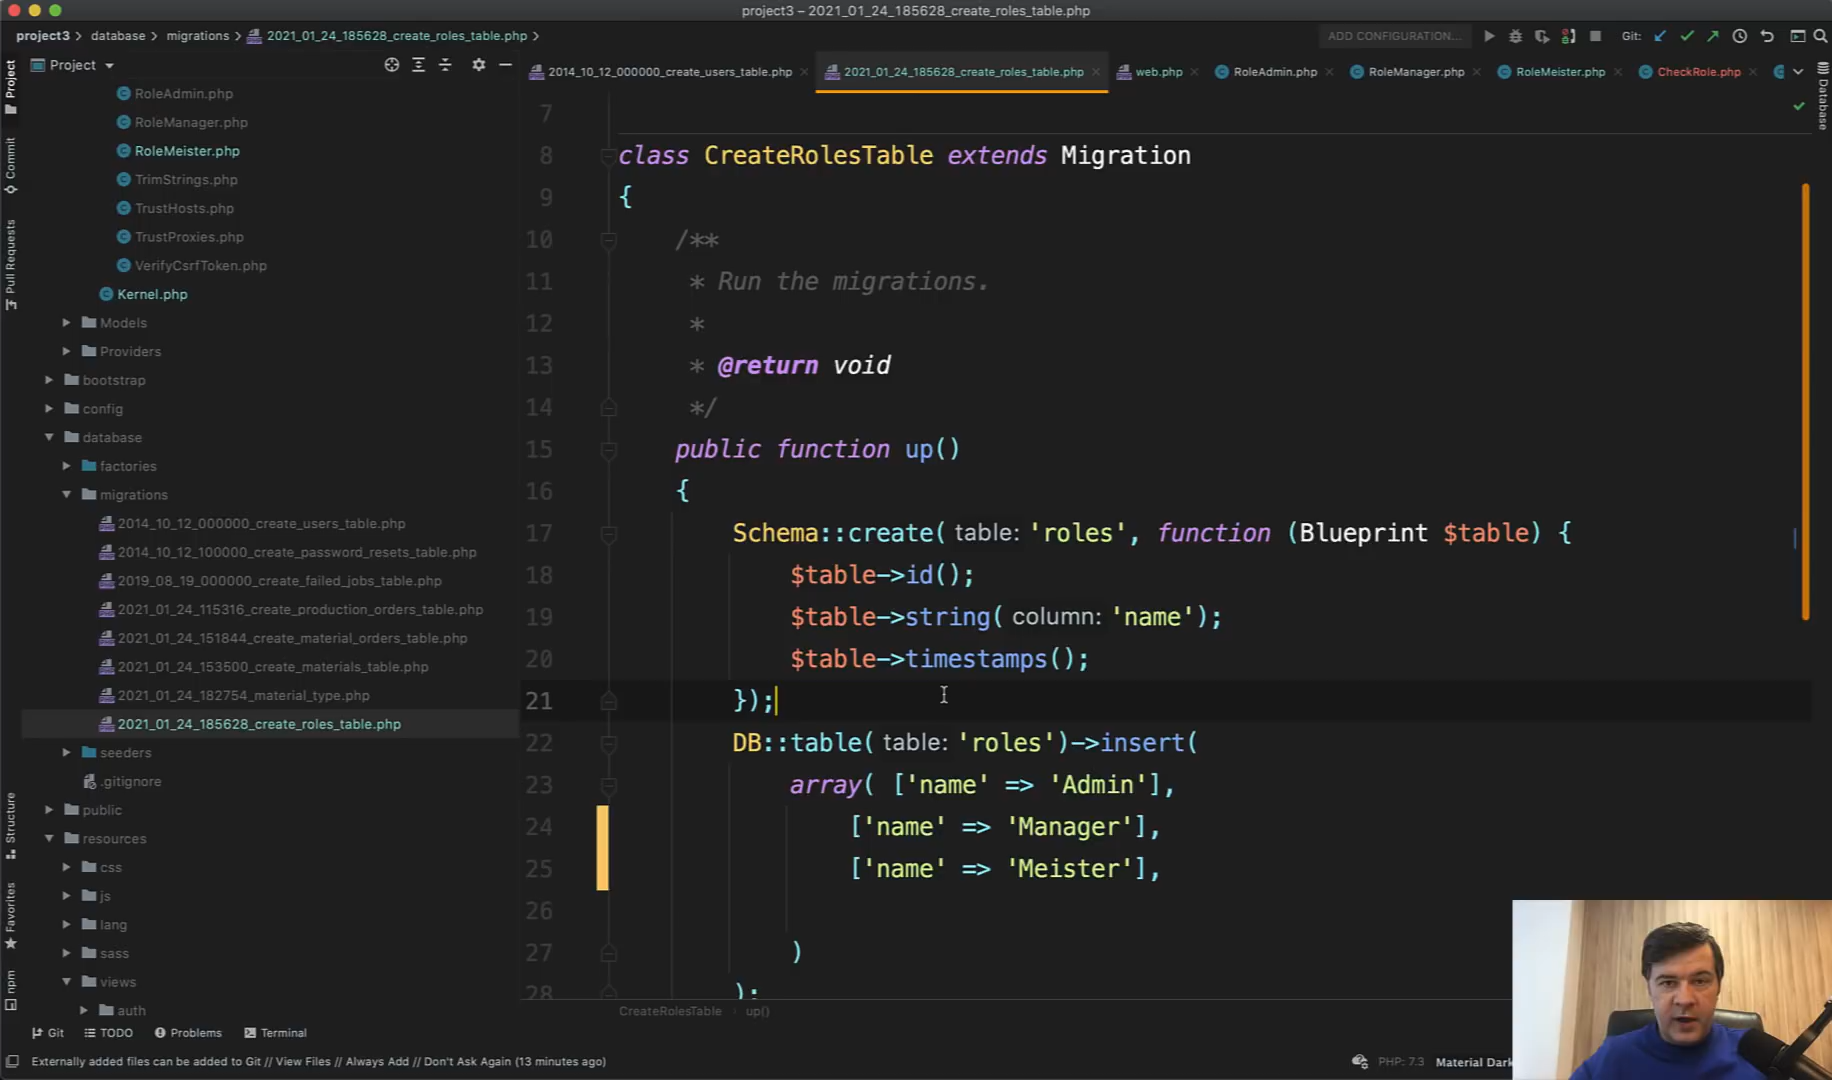 project3 – 2021_01_24_185628_create_roles_table.php
project3 database migrations 2021_01_24_185628_create_roles_table.php
ADD CONFIGURATION... Git:
Project
2014_10_12_000000_create_users_table.php 2021_01_24_185628_create_roles_table.php web.php RoleAdmin.php RoleManager.php RoleMeister.php CheckRole.php
Project
Commit
Pull Requests
Structure
Favorites
npm
Database
RoleAdmin.php
RoleManager.php
RoleMeister.php
TrimStrings.php
TrustHosts.php
TrustProxies.php
VerifyCsrfToken.php
Kernel.php
Models
Providers
bootstrap
config
database
factories
migrations
2014_10_12_000000_create_users_table.php
2014_10_12_100000_create_password_resets_table.php
2019_08_19_000000_create_failed_jobs_table.php
2021_01_24_115316_create_production_orders_table.php
2021_01_24_151844_create_material_orders_table.php
2021_01_24_153500_create_materials_table.php
2021_01_24_182754_material_type.php
2021_01_24_185628_create_roles_table.php
seeders
.gitignore
public
resources
css
js
lang
sass
views
auth
7
8 class CreateRolesTable extends Migration
9 {
10 /**
11 * Run the migrations.
12 *
13 * @return void
14 */
15 public function up()
16 {
17 Schema::create( table: 'roles', function (Blueprint $table) {
18 $table->id();
19 $table->string( column: 'name');
20 $table->timestamps();
21 });
22 DB::table( table: 'roles')->insert(
23 array( ['name' => 'Admin'],
24 ['name' => 'Manager'],
25 ['name' => 'Meister'],
26
27 )
28 );
CreateRolesTable up()
Git TODO Problems Terminal
Externally added files can be added to Git // View Files // Always Add // Don't Ask Again (13 minutes ago)
PHP: 7.3 Material Dark